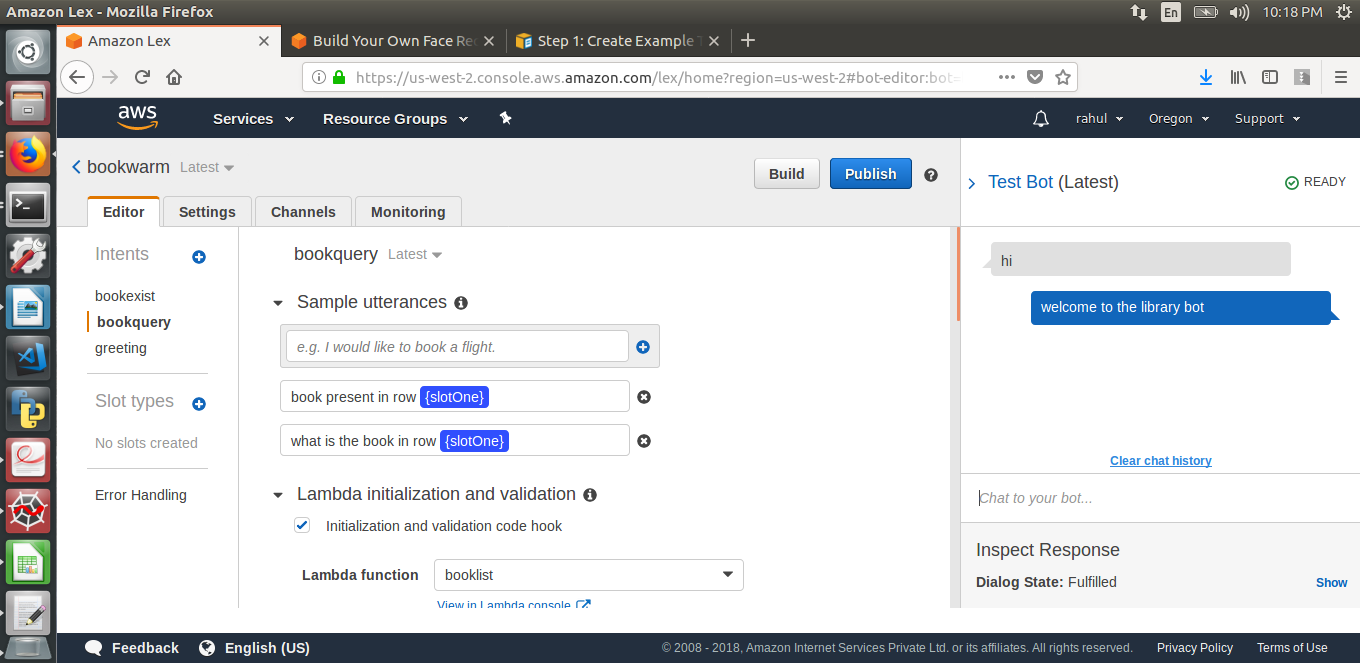 Amazon Lex - Mozilla Firefox
En
10:18 PM
Amazon Lex
Build Your Own Face Re
Step 1: Create Example
https://us-west-2.console.aws.amazon.com/lex/home?region=us-west-2#bot-editor:bot=
aws
Services
Resource Groups
rahul
Oregon
Support
bookwarm
Latest
Build
Publish
?
Test Bot (Latest)
READY
Editor
Settings
Channels
Monitoring
Intents
bookexist
bookquery
greeting
Slot types
No slots created
Error Handling
bookquery
Latest
Sample utterances
e.g. I would like to book a flight.
book present in row {slotOne}
what is the book in row {slotOne}
Lambda initialization and validation
Initialization and validation code hook
Lambda function
booklist
View in Lambda console
hi
welcome to the library bot
Clear chat history
Chat to your bot...
Inspect Response
Dialog State: Fulfilled
Show
Feedback
English (US)
© 2008 - 2018, Amazon Internet Services Private Ltd. or its affiliates. All rights reserved.
Privacy Policy
Terms of Use